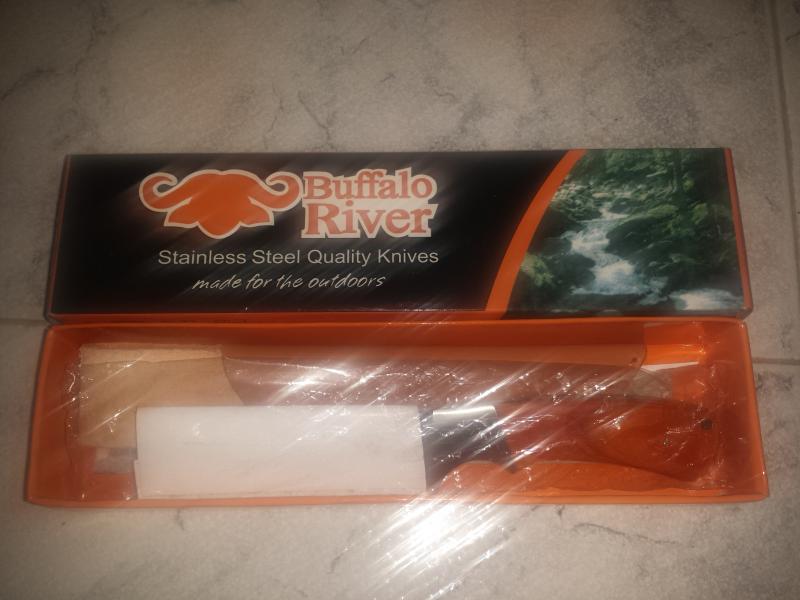 Buffalo
River
Stainless Steel Quality Knives
made for the outdoors